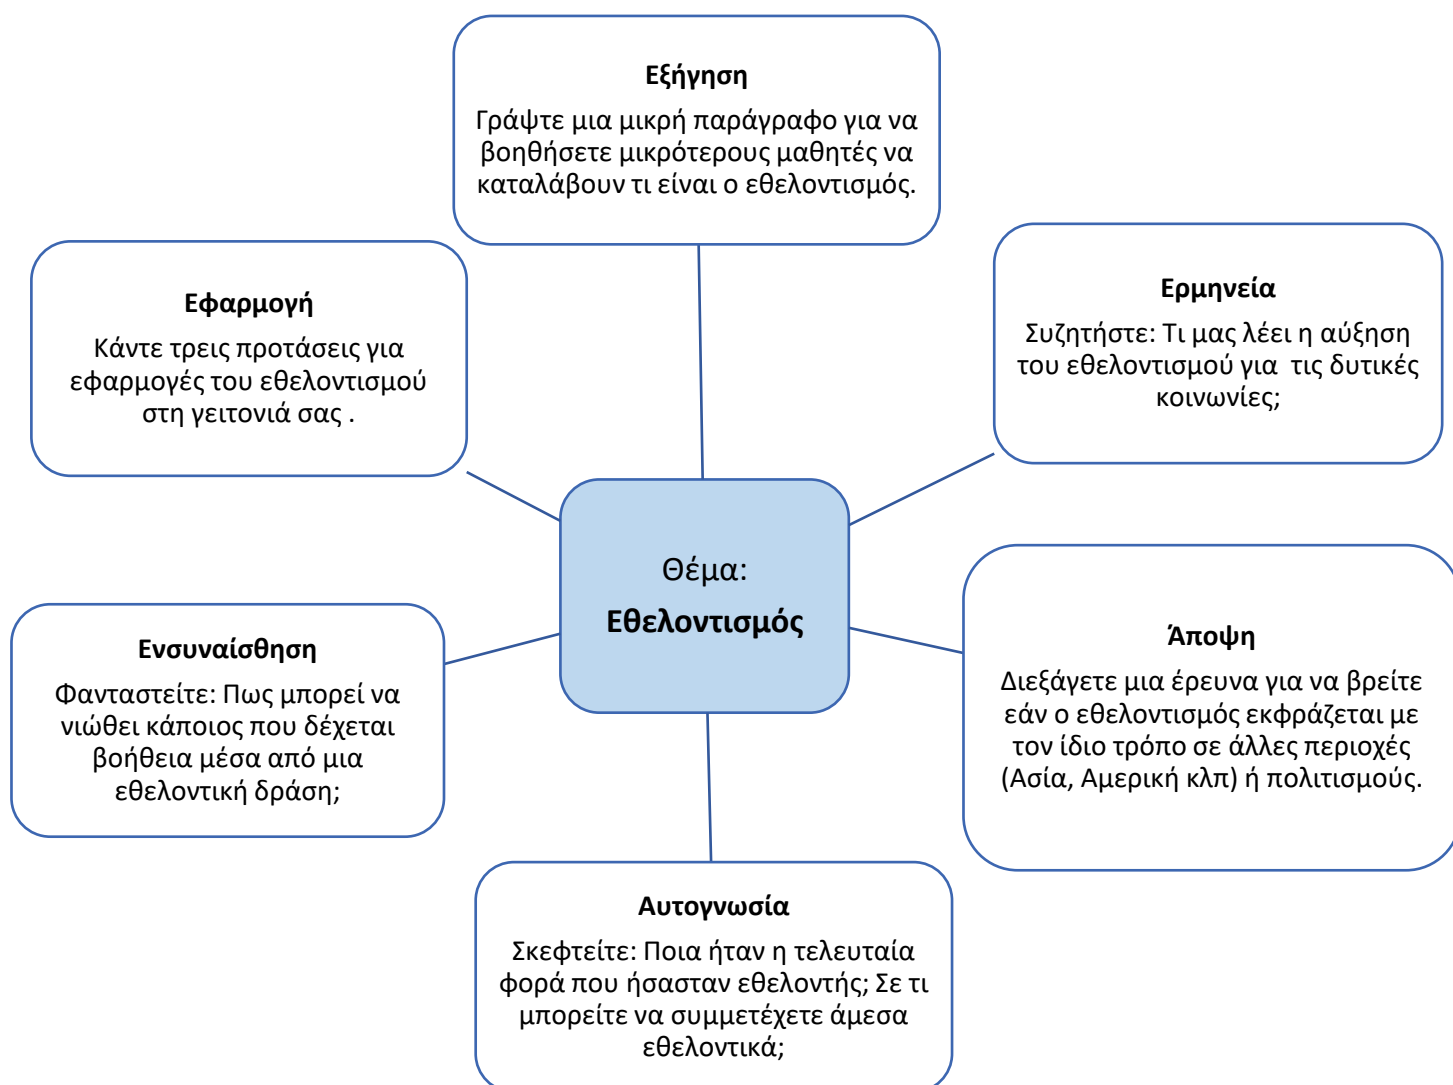 Εξήγηση
Γράψτε μια μικρή παράγραφο για να
βοηθήσετε μικρότερους μαθητές να
καταλάβουν τι είναι ο εθελοντισμός.
Ερμηνεία
Συζητήστε: Τι μας λέει η αύξηση
του εθελοντισμού για  τις δυτικές
κοινωνίες;
Άποψη
Διεξάγετε μια έρευνα για να βρείτε
εάν ο εθελοντισμός εκφράζεται με
τον ίδιο τρόπο σε άλλες περιοχές
(Ασία, Αμερική κλπ) ή πολιτισμούς.
Αυτογνωσία
Σκεφτείτε: Ποια ήταν η τελευταία
φορά που ήσασταν εθελοντής; Σε τι
μπορείτε να συμμετέχετε άμεσα
εθελοντικά;
Ενσυναίσθηση
Φανταστείτε: Πως μπορεί να
νιώθει κάποιος που δέχεται
βοήθεια μέσα από μια
εθελοντική δράση;
Εφαρμογή
Κάντε τρεις προτάσεις για
εφαρμογές του εθελοντισμού
στη γειτονιά σας .
Θέμα:
Εθελοντισμός